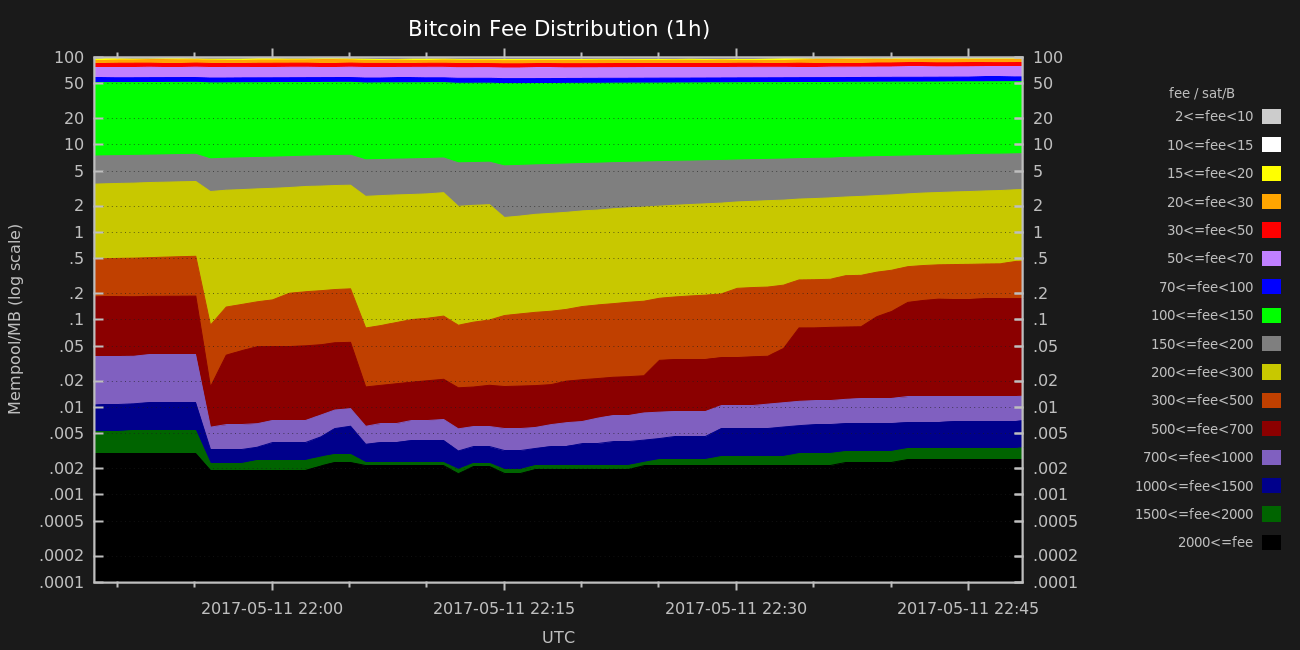 Bitcoin Fee Distribution (1h)
Mempool/MB (log scale)
100
50
20
10
5
2
1
.5
.2
.1
.05
.02
.01
.005
.002
.001
.0005
.0002
.0001
100
50
20
10
5
2
1
.5
.2
.1
.05
.02
.01
.005
.002
.001
.0005
.0002
.0001
2017-05-11 22:00
2017-05-11 22:15
2017-05-11 22:30
2017-05-11 22:45
UTC
fee / sat/B
2<=fee<10
10<=fee<15
15<=fee<20
20<=fee<30
30<=fee<50
50<=fee<70
70<=fee<100
100<=fee<150
150<=fee<200
200<=fee<300
300<=fee<500
500<=fee<700
700<=fee<1000
1000<=fee<1500
1500<=fee<2000
2000<=fee